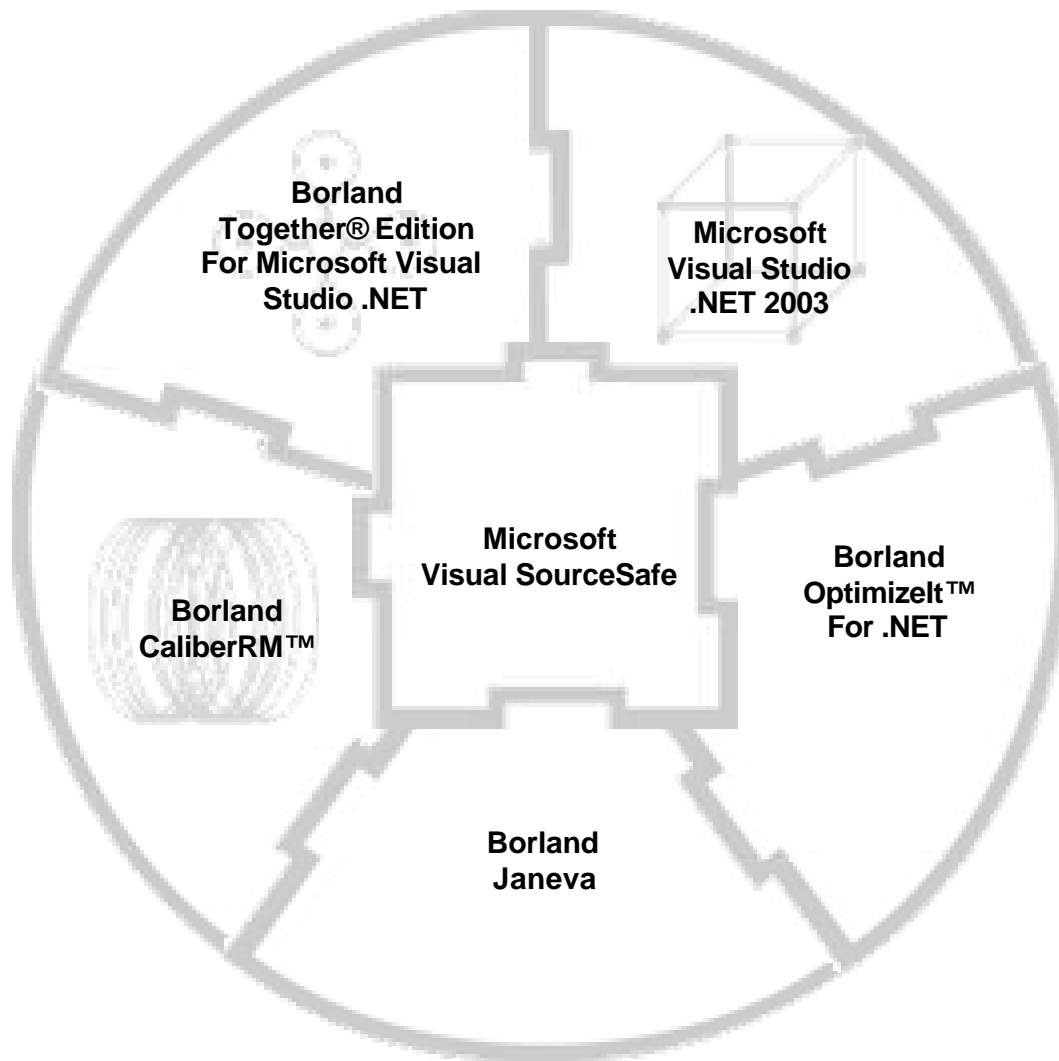 Borland
Together® Edition
For Microsoft Visual
Studio .NET
Microsoft
Visual Studio
.NET 2003
Microsoft
Visual SourceSafe
Borland
OptimizeIt™
For .NET
Borland
CaliberRM™
Borland
Janeva